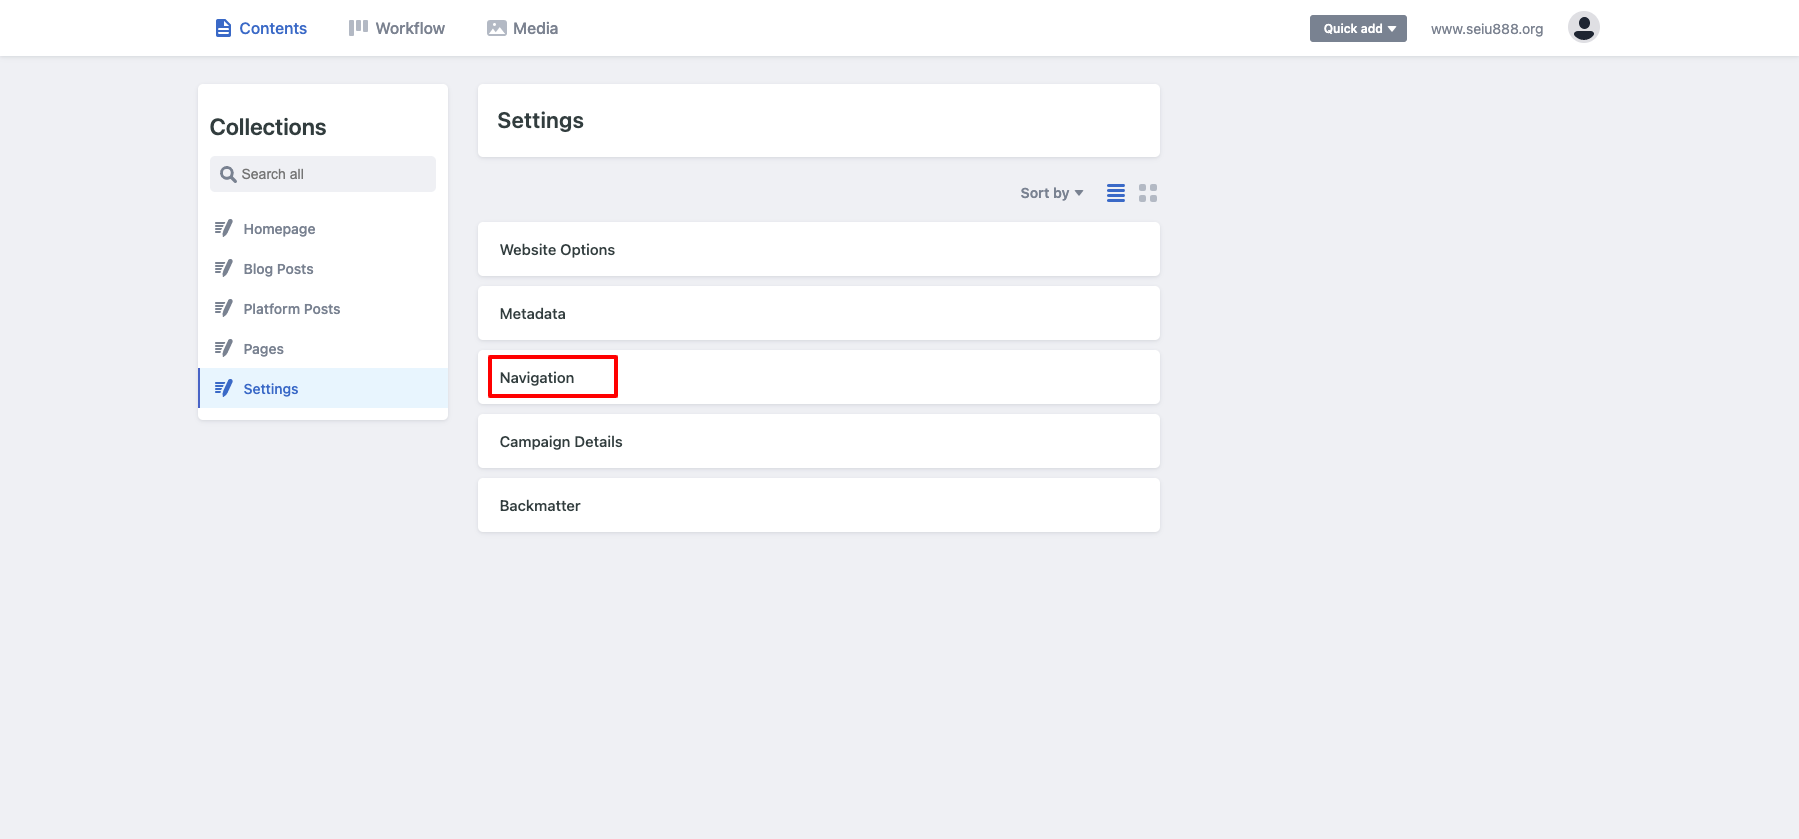 Contents
Workflow
Media
Quick add
www.seiu888.org
Collections
Search all
Homepage
Blog Posts
Platform Posts
Pages
Settings
Settings
Sort by
Website Options
Metadata
Navigation
Campaign Details
Backmatter